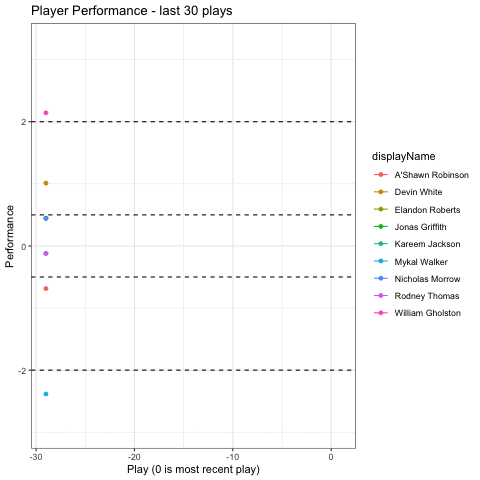 Player Performance - last 30 plays
2
0
-2
Performance
-30
-20
-10
0
Play (0 is most recent play)
displayName
A'Shawn Robinson
Devin White
Elandon Roberts
Jonas Griffith
Kareem Jackson
Mykal Walker
Nicholas Morrow
Rodney Thomas
William Gholston